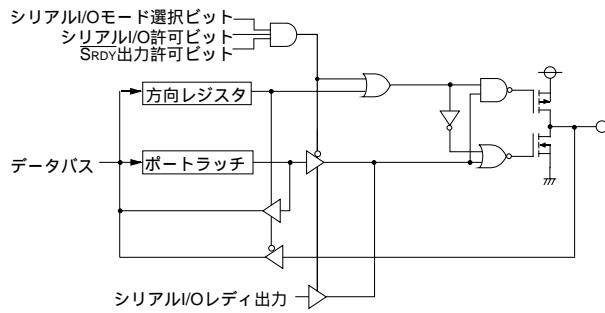 シリアルI/Oモード選択ビット
シリアルI/O許可ビット
SRDY出力許可ビット
方向レジスタ
データバス
ポートラッチ
シリアルI/Oレディ出力